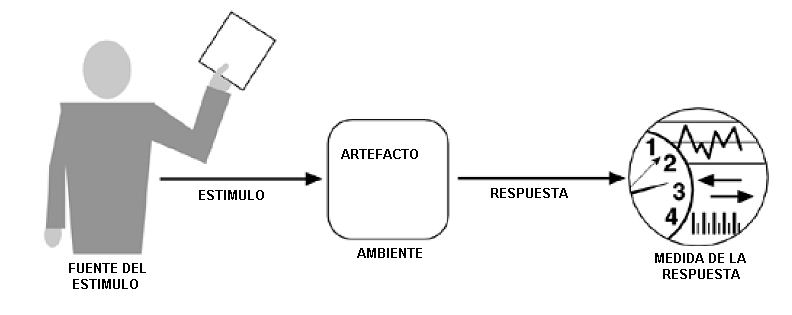 ARTEFACTO
ESTIMULO
RESPUESTA
1
2
3
4
AMBIENTE
FUENTE DEL
ESTIMULO
MEDIDA DE LA
RESPUESTA